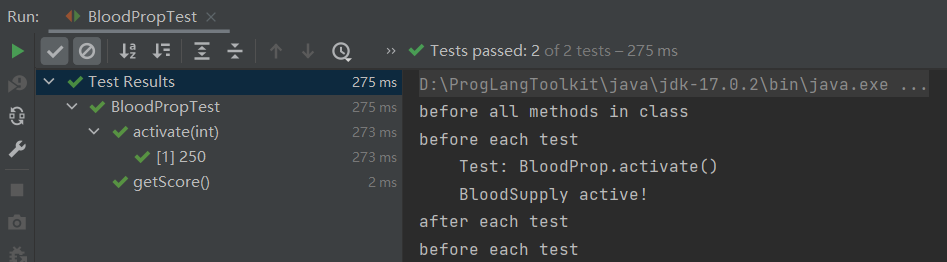 Run: BloodPropTest
Tests passed: 2 of 2 tests – 275 ms
Test Results 275 ms
BloodPropTest 275 ms
activate(int) 273 ms
[1] 250 273 ms
getScore() 2 ms
D:\ProgLangToolkit\java\jdk-17.0.2\bin\java.exe ...
before all methods in class
before each test
Test: BloodProp.activate()
BloodSupply active!
after each test
before each test